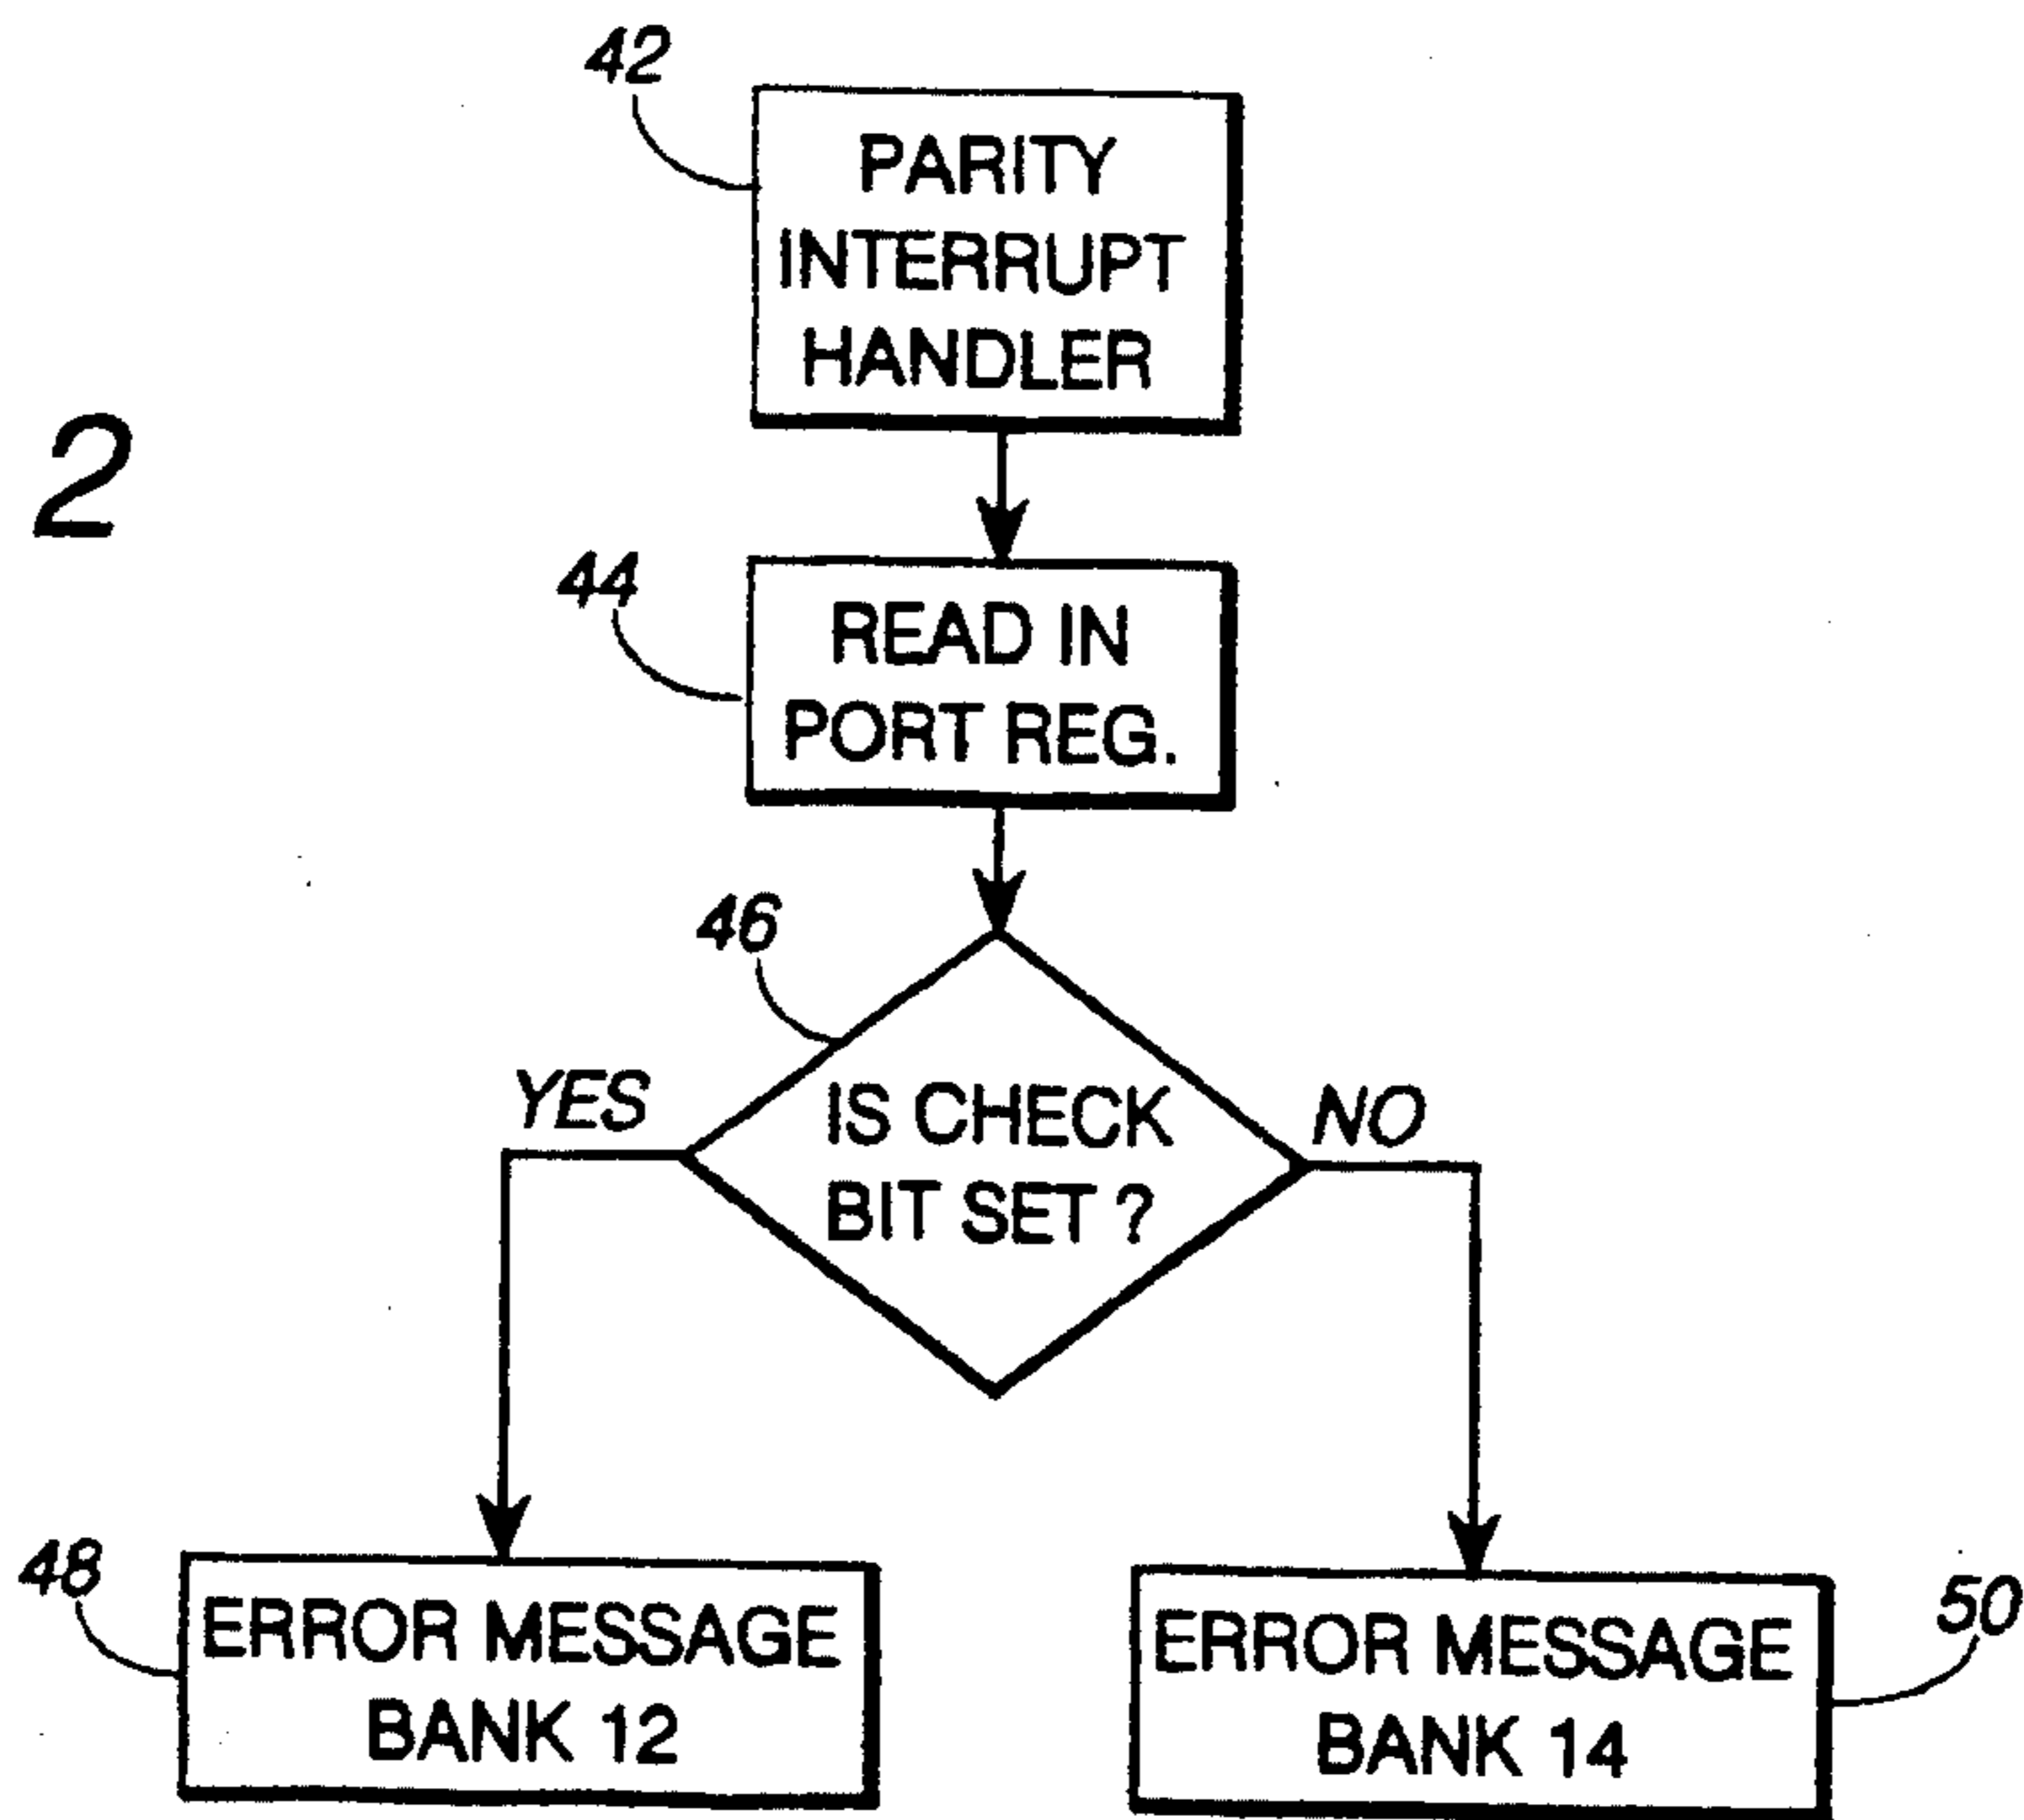 42
PARITY
INTERRUPT
HANDLER
2
44
READ IN
PORT REG.
46
YES
IS CHECK
BIT SET ?
NO
48
ERROR MESSAGE
BANK 12
ERROR MESSAGE
BANK 14
50